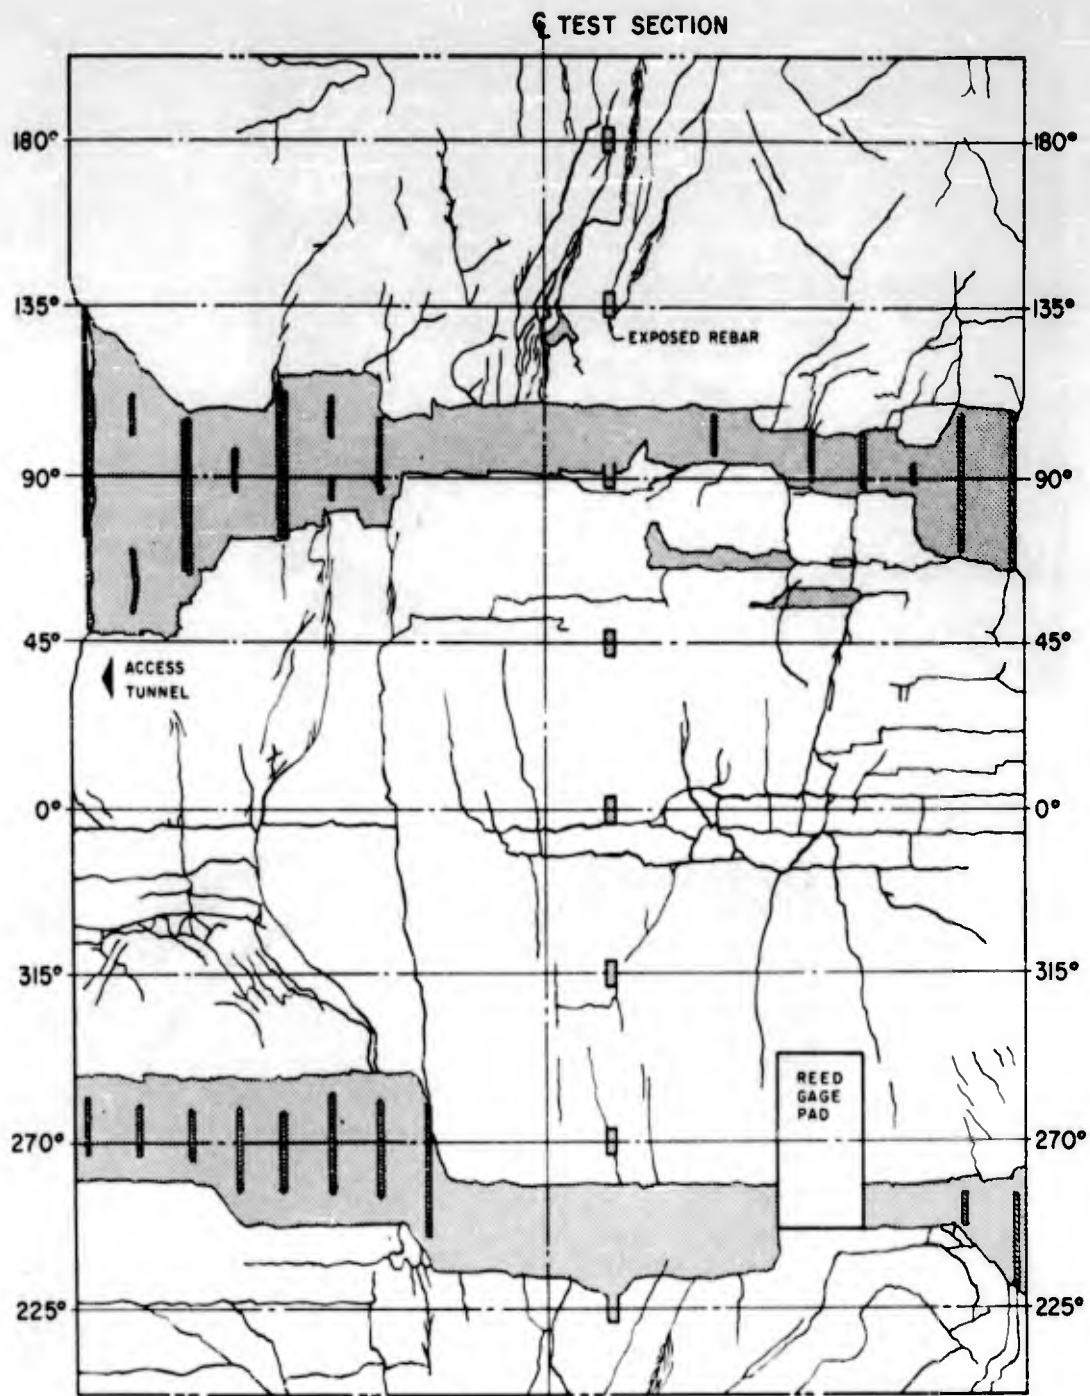 ℄ TEST SECTION
180° 180°
135° 135°
EXPOSED REBAR
90° 90°
45° 45°
ACCESS
TUNNEL
0° 0°
315° 315°
REED
GAGE
PAD
270° 270°
225° 225°